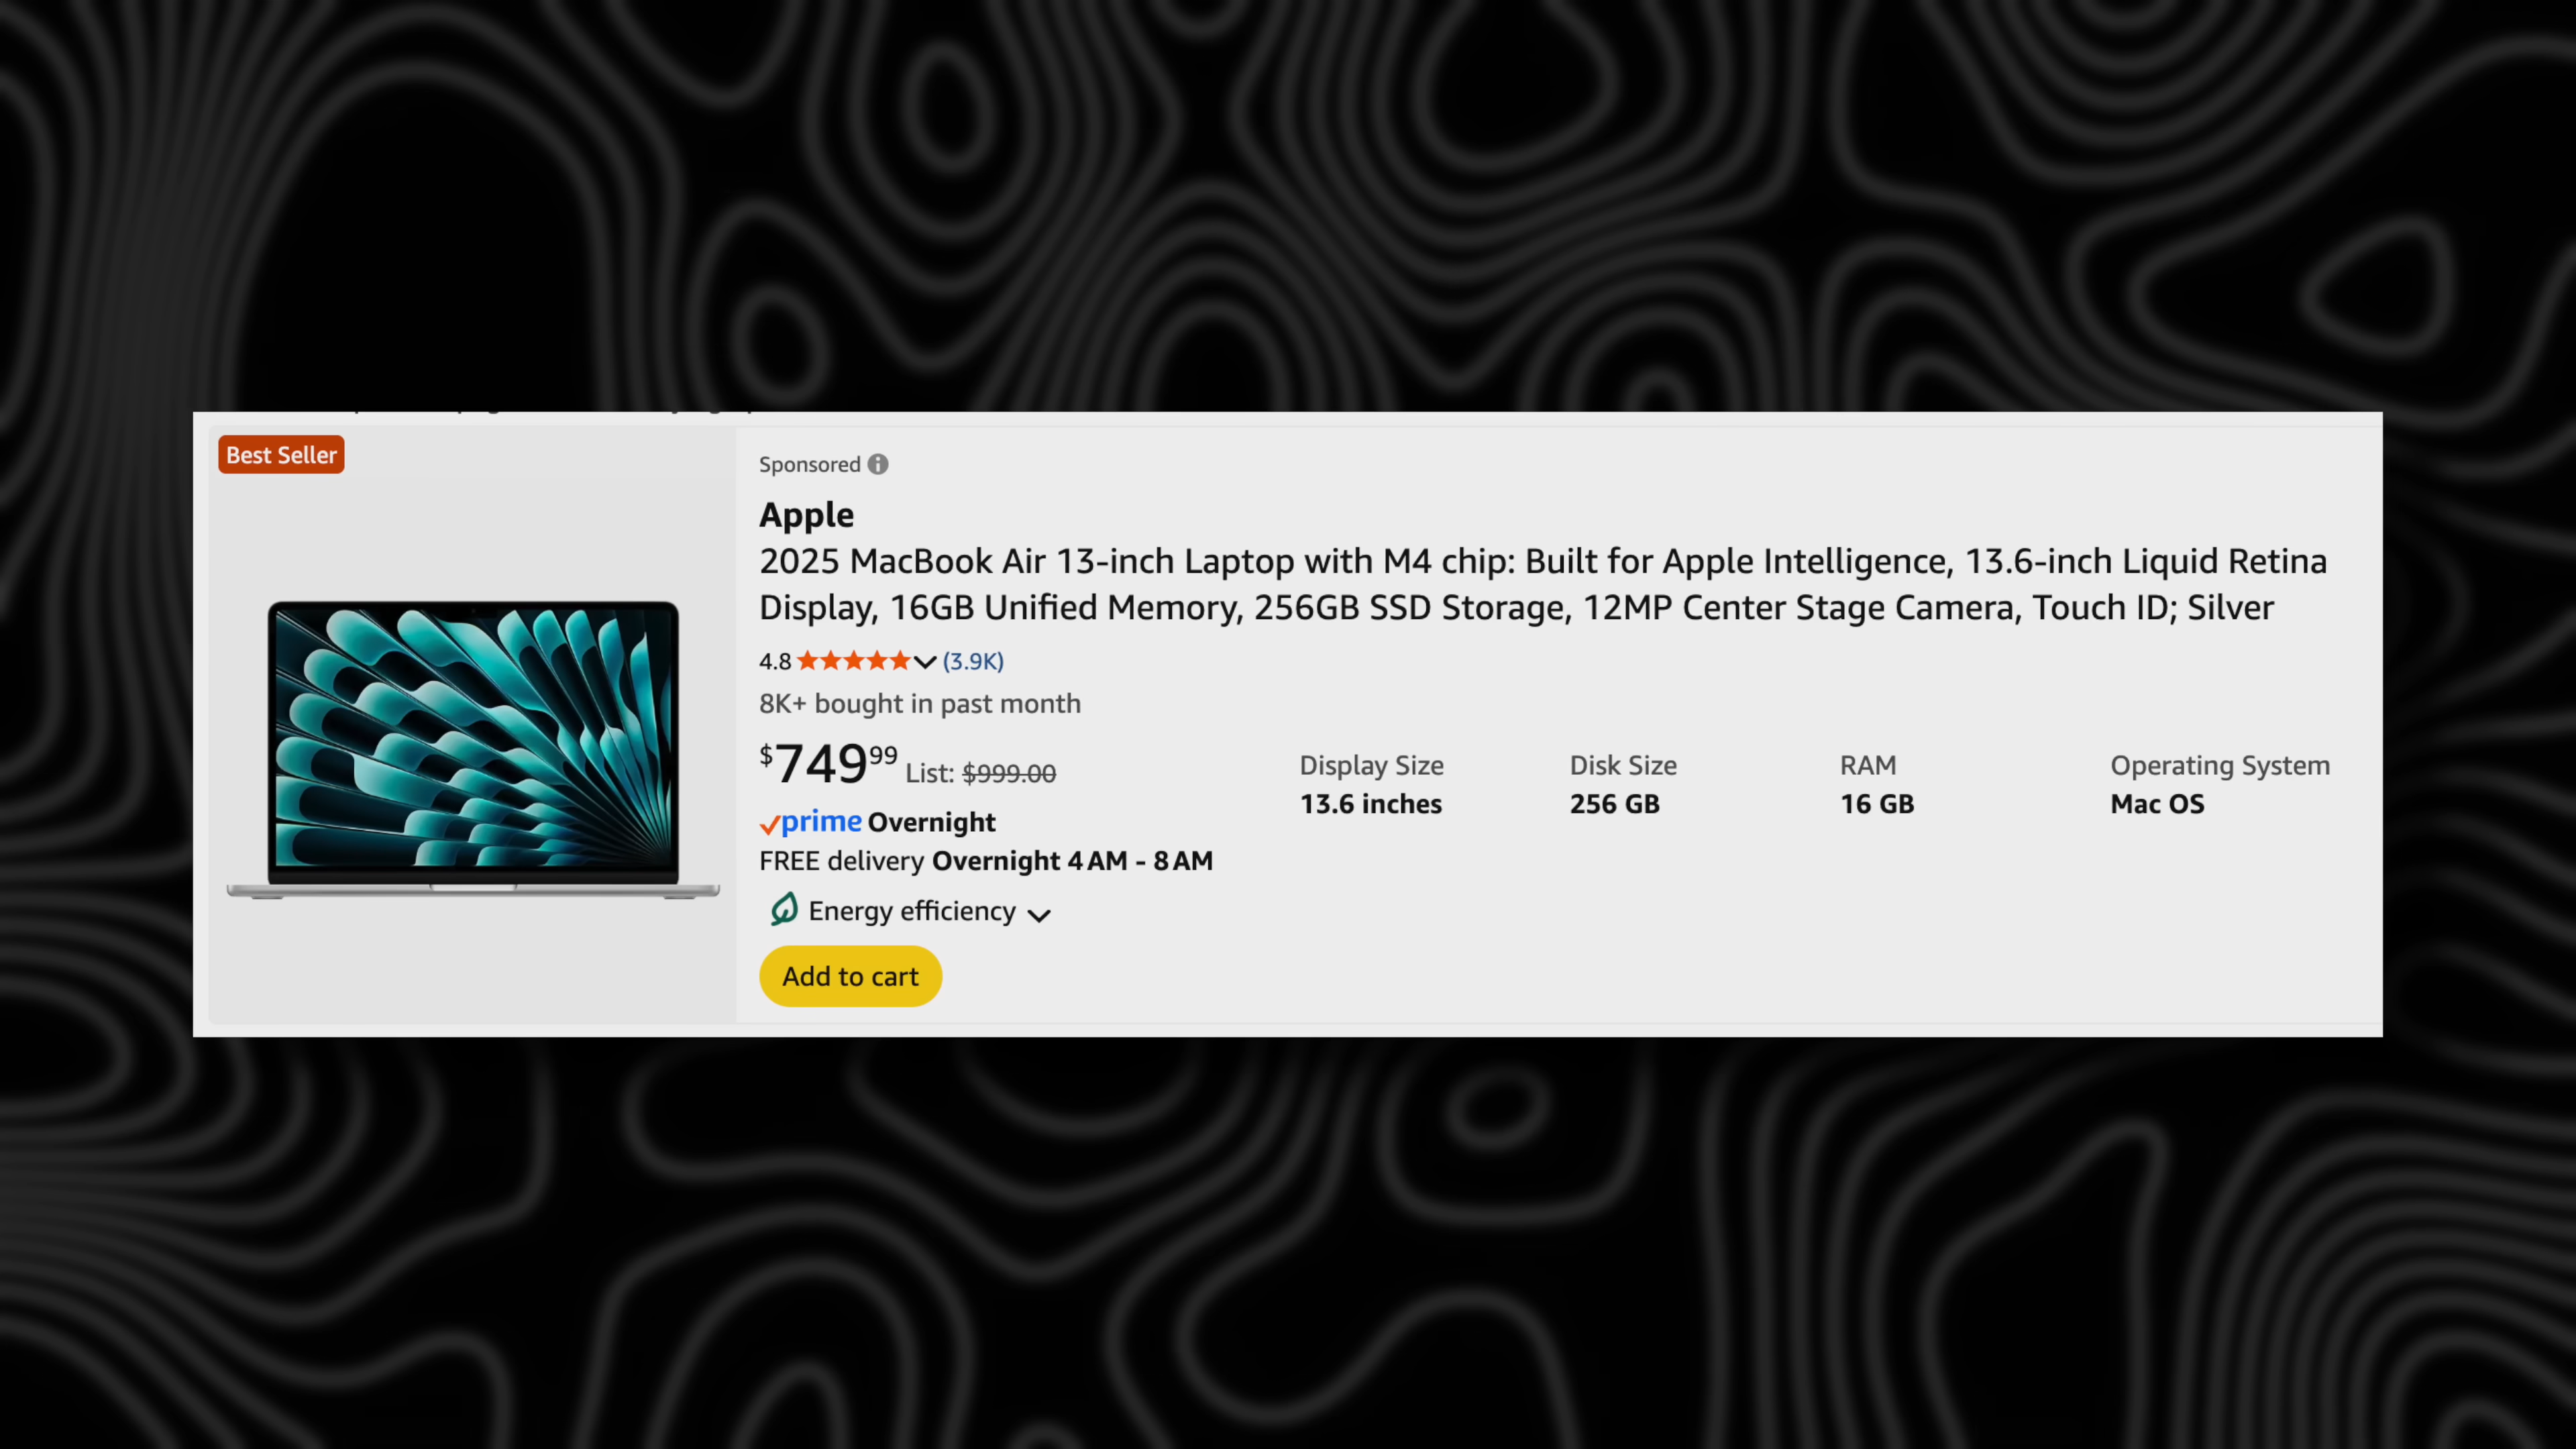 Best Seller
Sponsored
Apple
2025 MacBook Air 13-inch Laptop with M4 chip: Built for Apple Intelligence, 13.6-inch Liquid Retina
Display, 16GB Unified Memory, 256GB SSD Storage, 12MP Center Stage Camera, Touch ID; Silver
4.8 (3.9K)
8K+ bought in past month
$749.99 List: $999.00
prime Overnight
FREE delivery Overnight 4 AM - 8 AM
Energy efficiency
Add to cart
Display Size
13.6 inches
Disk Size
256 GB
RAM
16 GB
Operating System
Mac OS